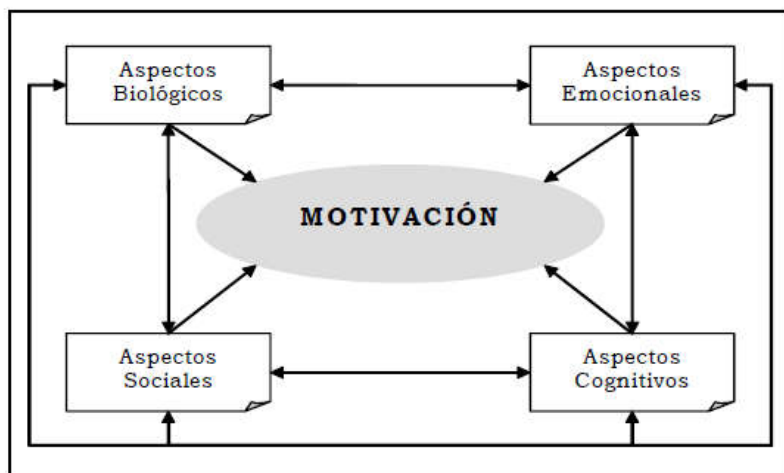 Aspectos
Biológicos
Aspectos
Emocionales
MOTIVACIÓN
Aspectos
Sociales
Aspectos
Cognitivos